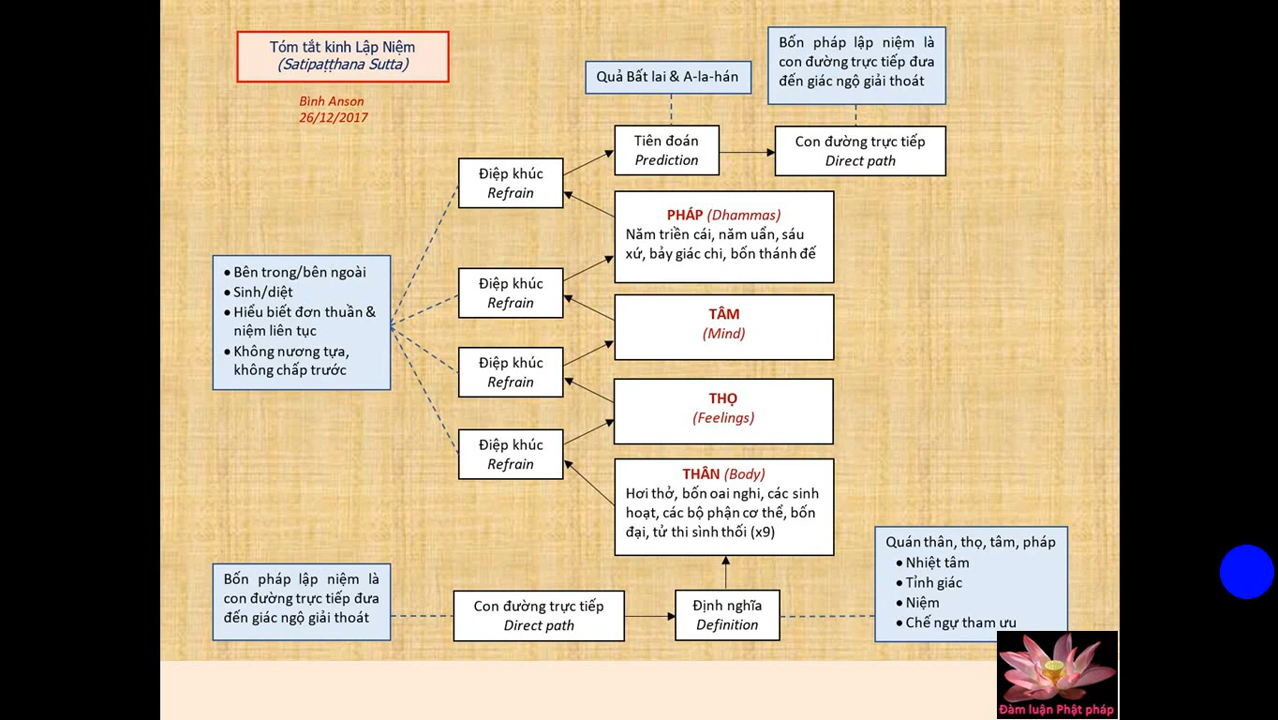 Tóm tắt kinh Lập Niệm
(Satipaṭṭhana Sutta)
Bình Anson
26/12/2017
Quả Bất lai & A-la-hán
Bốn pháp lập niệm là
con đường trực tiếp đưa
đến giác ngộ giải thoát
Tiên đoán
Prediction
Con đường trực tiếp
Direct path
Điệp khúc
Refrain
PHÁP (Dhammas)
Năm triền cái, năm uẩn, sáu
xứ, bảy giác chi, bốn thánh đế
Bên trong/bên ngoài
Sinh/diệt
Hiểu biết đơn thuần &
niệm liên tục
Không nương tựa,
không chấp trước
Điệp khúc
Refrain
TÂM
(Mind)
Điệp khúc
Refrain
THỌ
(Feelings)
Điệp khúc
Refrain
THÂN (Body)
Hơi thở, bốn oai nghi, các sinh
hoạt, các bộ phận cơ thể, bốn
đại, tử thi sình thối (x9)
Bốn pháp lập niệm là
con đường trực tiếp đưa
đến giác ngộ giải thoát
Con đường trực tiếp
Direct path
Định nghĩa
Definition
Quán thân, thọ, tâm, pháp
Nhiệt tâm
Tỉnh giác
Niệm
Chế ngự tham ưu
Đàm luận Phật pháp